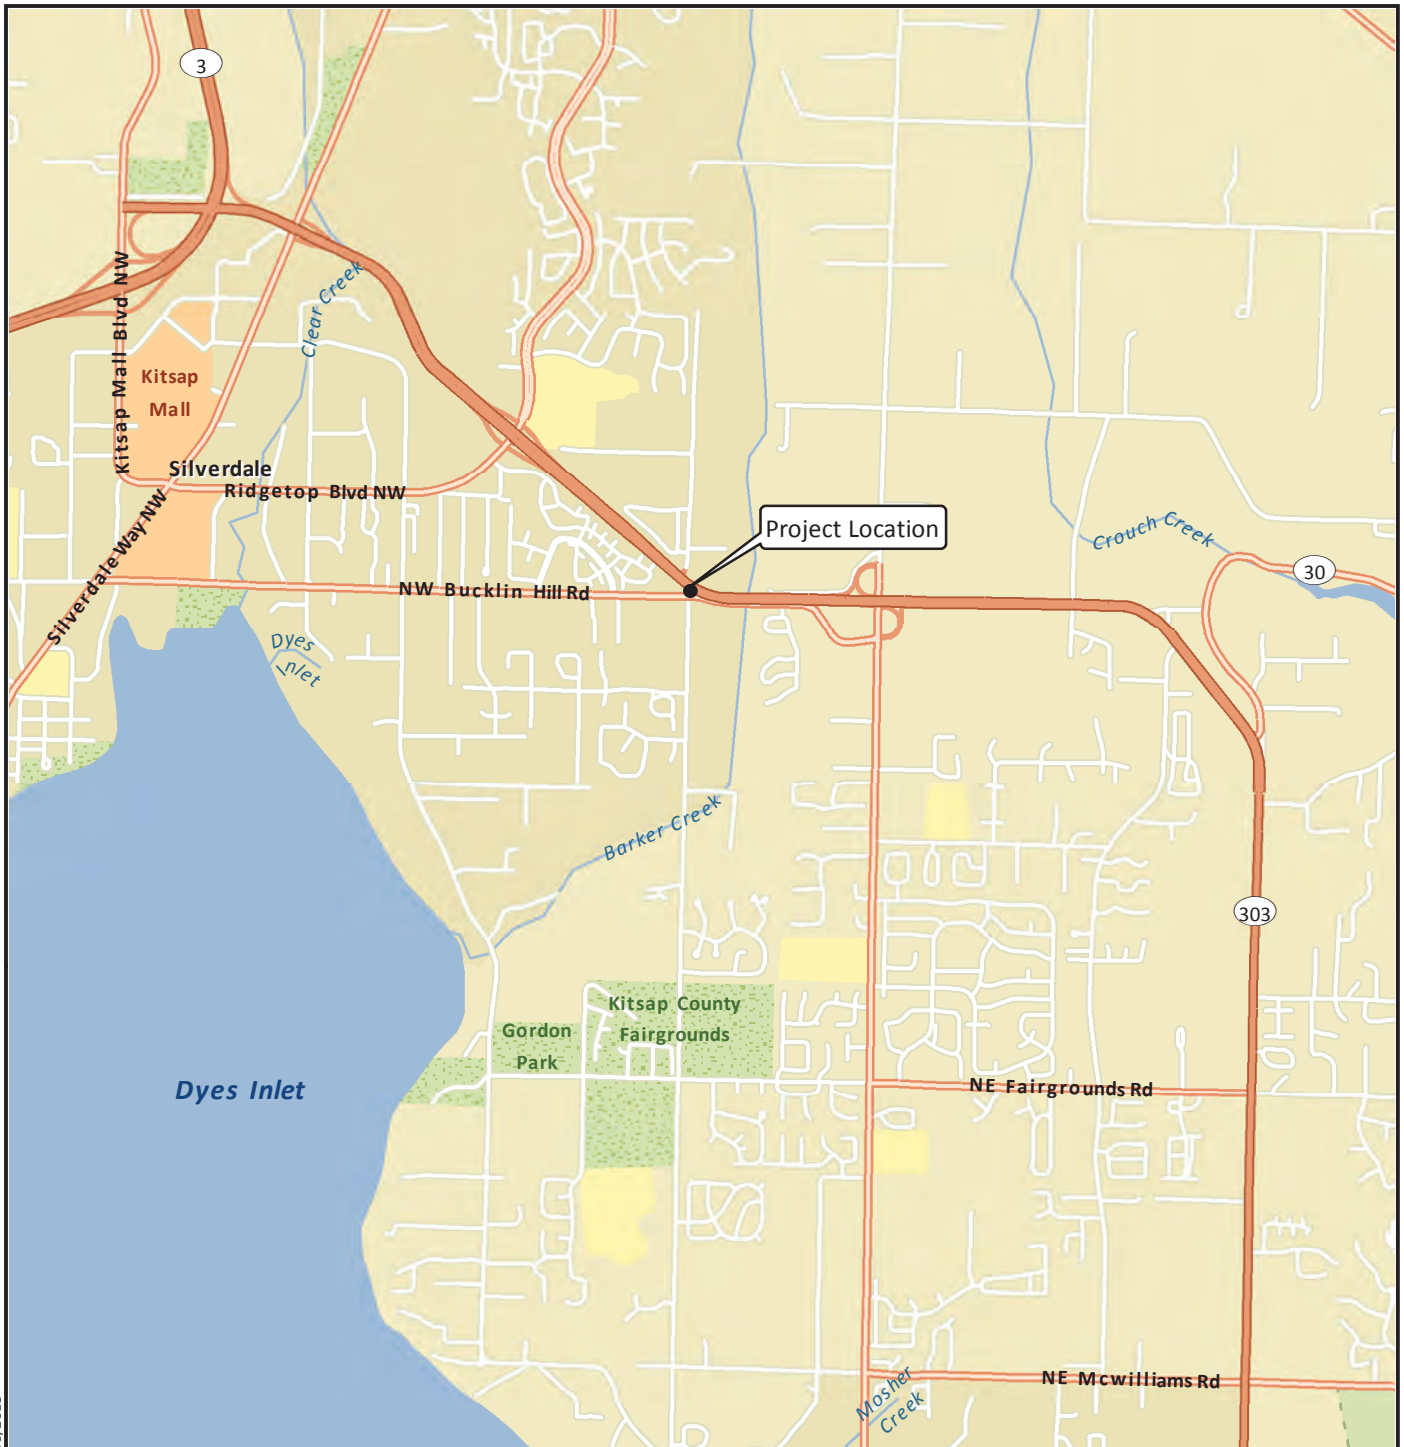 3
Kitsap Mall Blvd NW
Clear Creek
Kitsap
Mall
Silverdale
Ridgetop Blvd NW
Silverdale Way NW
Project Location
Crouch Creek
30
NW Bucklin Hill Rd
Dyes
Inlet
Barker Creek
303
Kitsap County
Fairgrounds
Gordon
Park
Dyes Inlet
NE Fairgrounds Rd
NE Mcwilliams Rd
Mosher
Creek